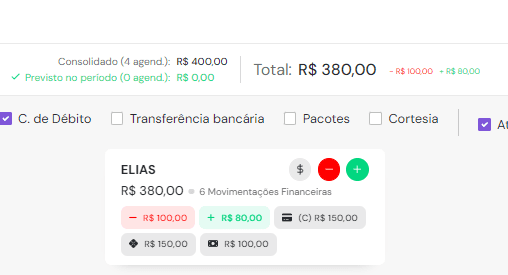 Consolidado (4 agend.): R$ 400,00
Previsto no período (0 agend.): R$ 0,00
Total: R$ 380,00 - R$ 100,00 + R$ 80,00
C. de Débito Transferência bancária Pacotes Cortesia
ELIAS $ − +
R$ 380,00 6 Movimentações Financeiras
− R$ 100,00 + R$ 80,00 (C) R$ 150,00
R$ 150,00 R$ 100,00